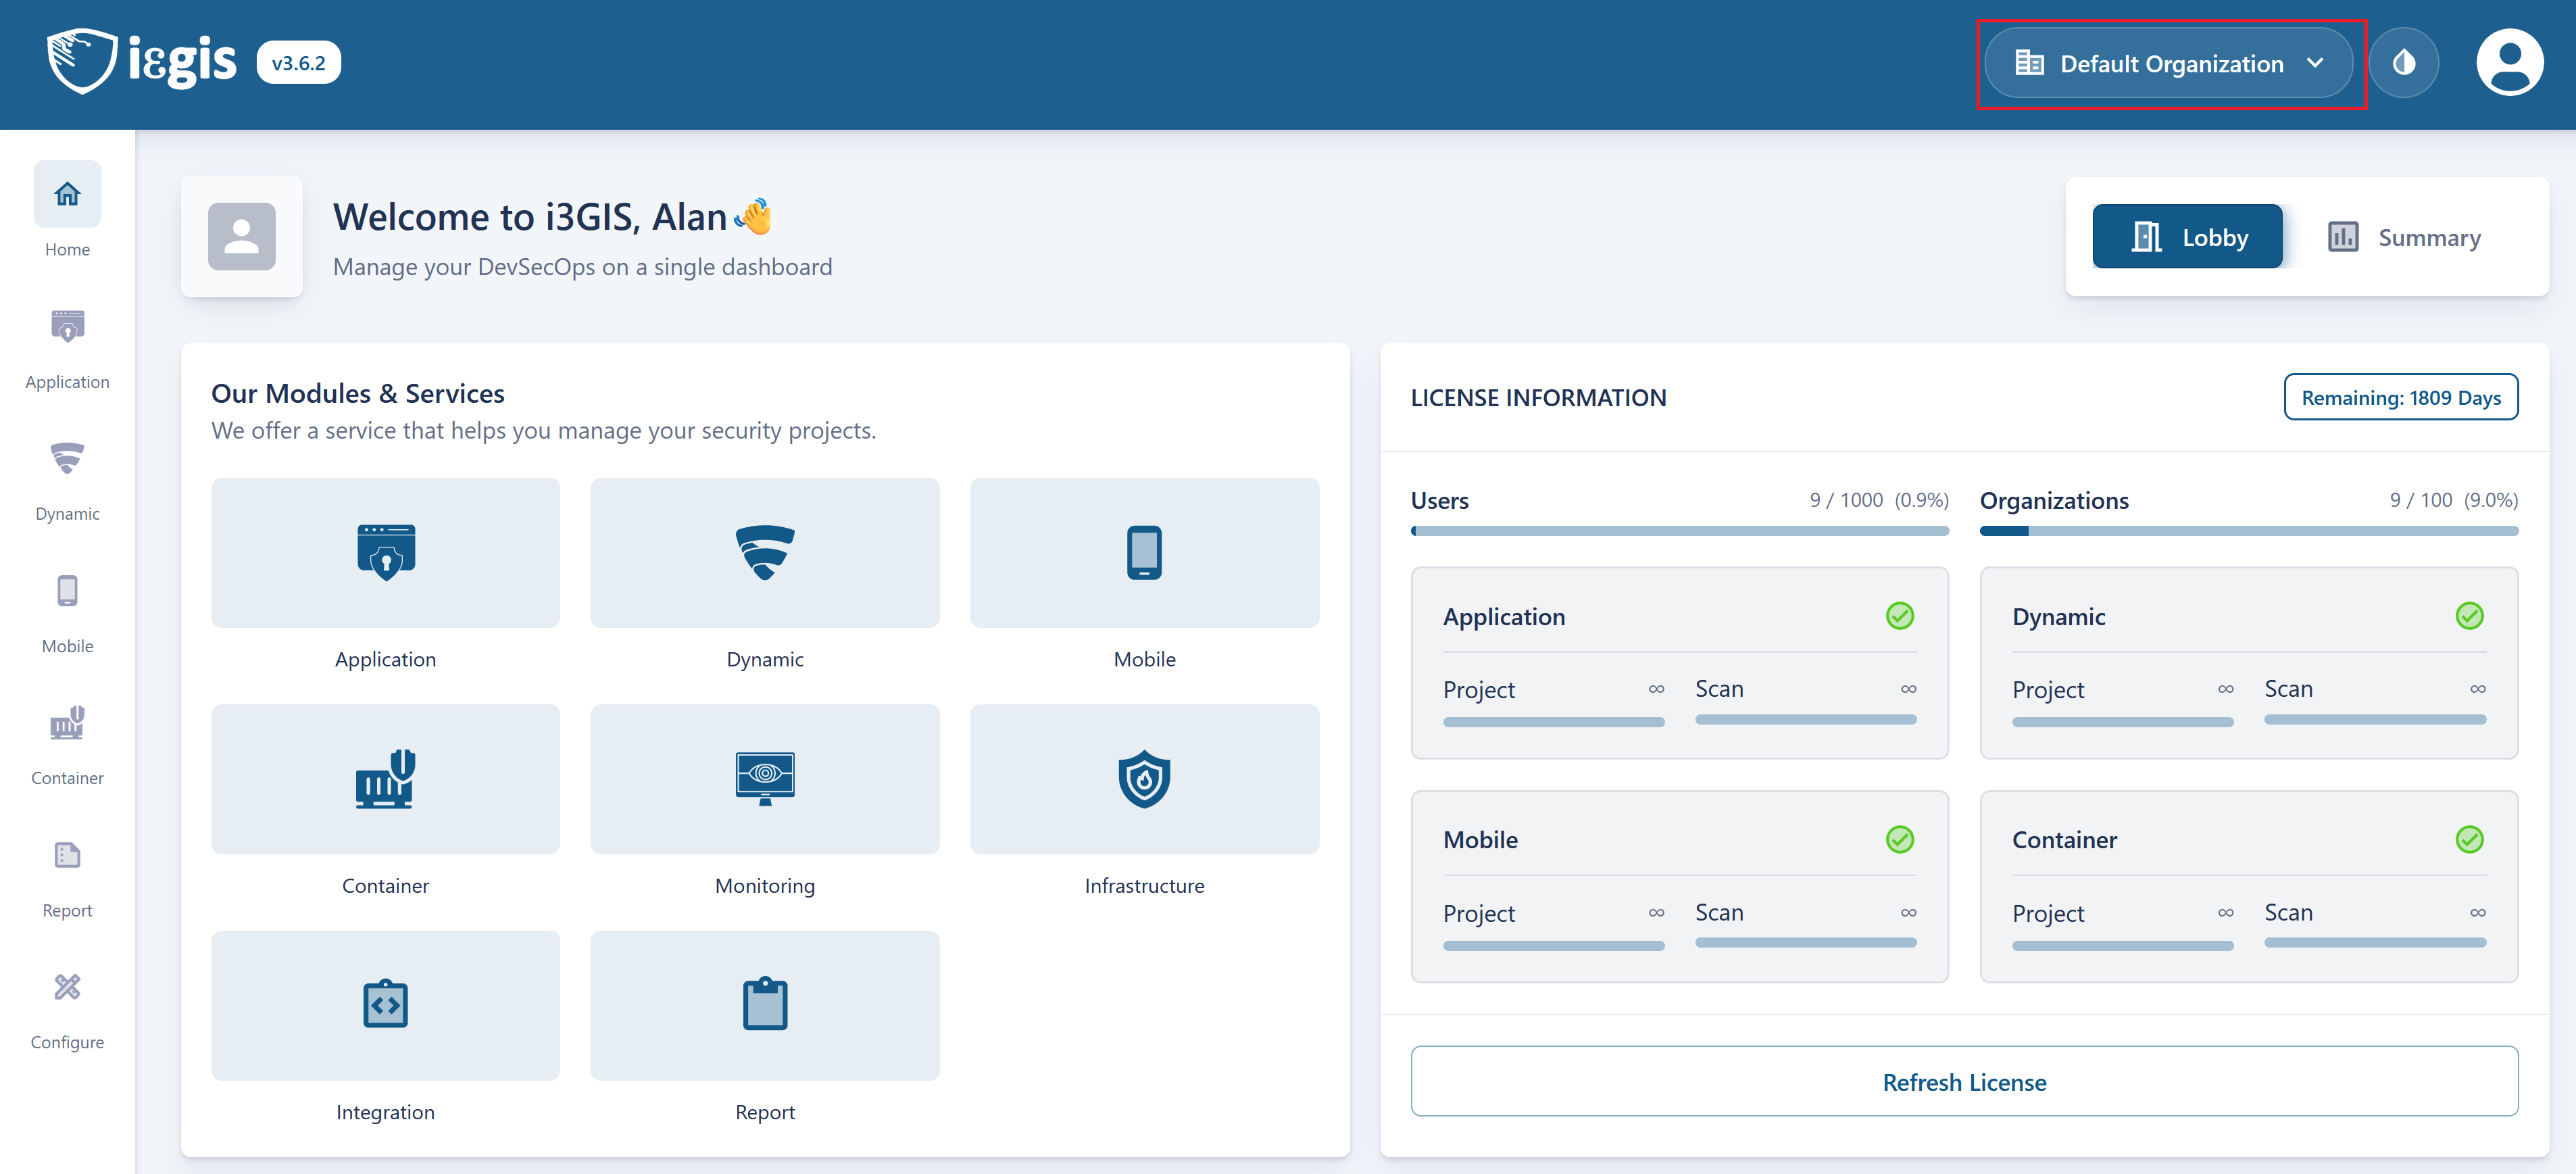 iεgis
v3.6.2
Default Organization
Home
Application
Dynamic
Mobile
Container
Report
Configure
Welcome to i3GIS, Alan👋
Manage your DevSecOps on a single dashboard
Lobby
Summary
Our Modules & Services
We offer a service that helps you manage your security projects.
Application
Dynamic
Mobile
Container
Monitoring
Infrastructure
Integration
Report
LICENSE INFORMATION
Remaining: 1809 Days
Users 9 / 1000 (0.9%)
Organizations 9 / 100 (9.0%)
Application
Project ∞ Scan ∞
Dynamic
Project ∞ Scan ∞
Mobile
Project ∞ Scan ∞
Container
Project ∞ Scan ∞
Refresh License